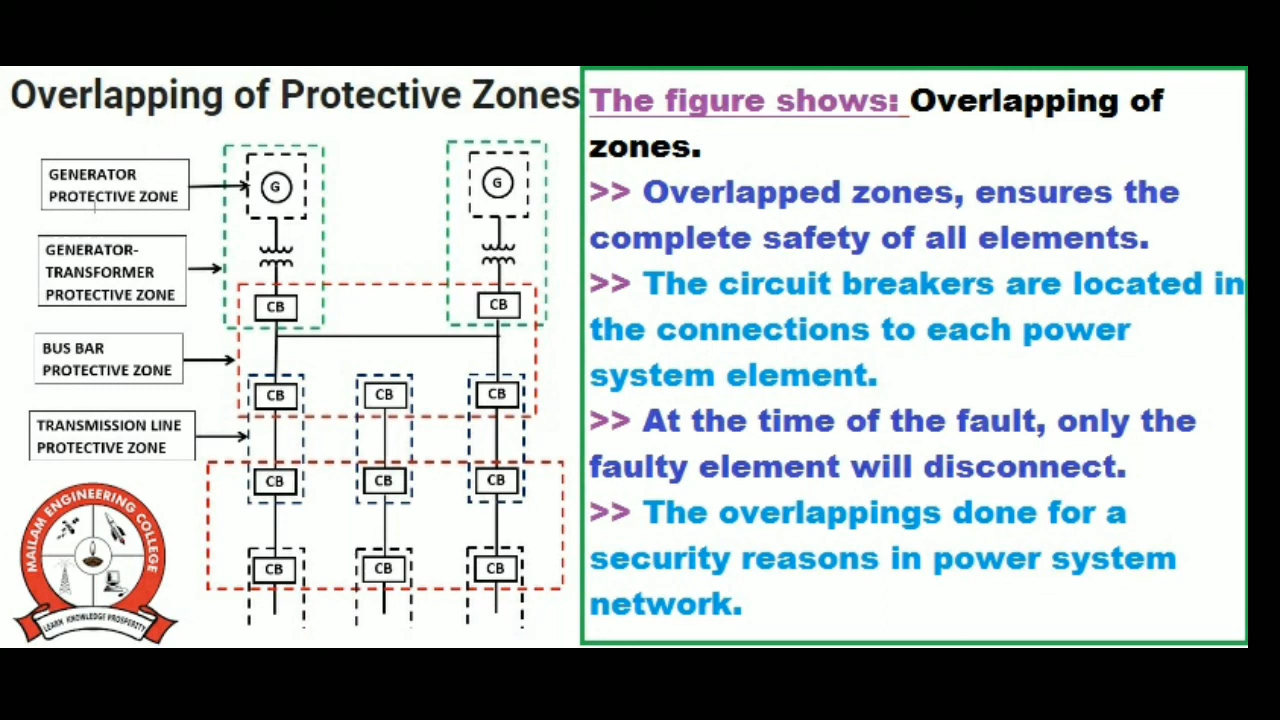 Overlapping of Protective Zones
GENERATOR
PROTECTIVE ZONE
GENERATOR-
TRANSFORMER
PROTECTIVE ZONE
BUS BAR
PROTECTIVE ZONE
TRANSMISSION LINE
PROTECTIVE ZONE
G
G
CB
CB
CB
CB
CB
CB
CB
CB
CB
CB
CB
MAILAM ENGINEERING COLLEGE
LEARN KNOWLEDGE PROSPERITY
The figure shows: Overlapping of
zones.
>> Overlapped zones, ensures the
complete safety of all elements.
>> The circuit breakers are located in
the connections to each power
system element.
>> At the time of the fault, only the
faulty element will disconnect.
>> The overlappings done for a
security reasons in power system
network.